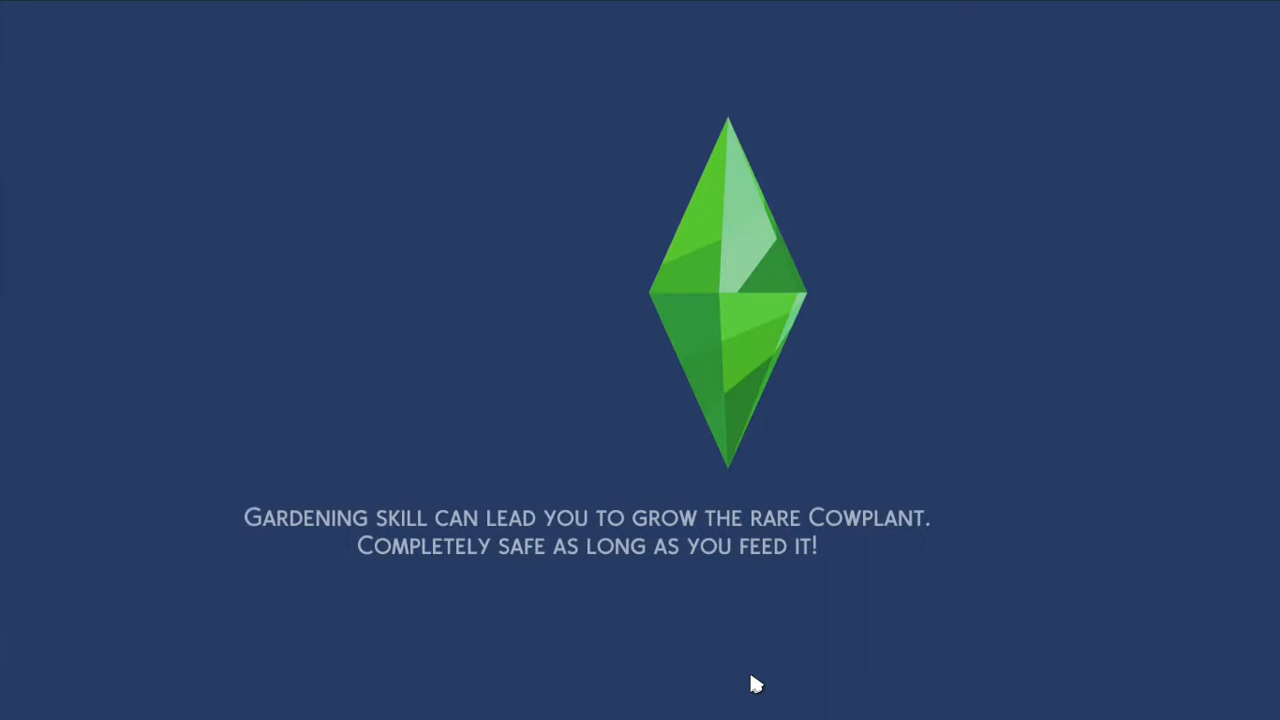 Gardening skill can lead you to grow the rare Cowplant.
Completely safe as long as you feed it!